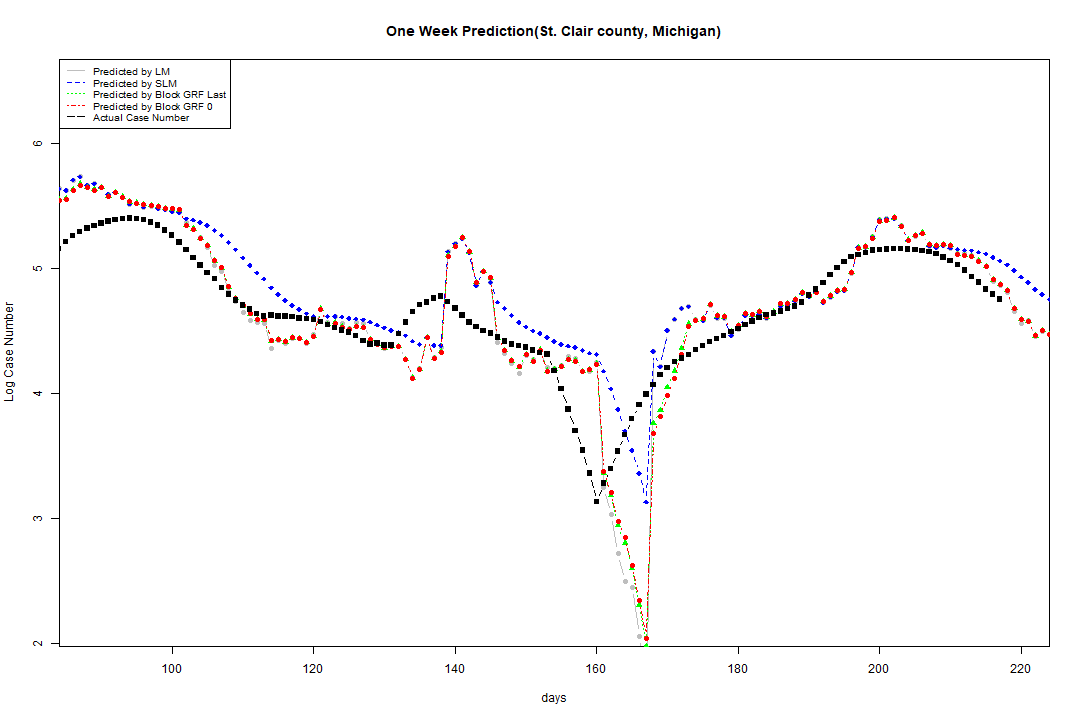 One Week Prediction(St. Clair county, Michigan)
Predicted by LM
Predicted by SLM
Predicted by Block GRF Last
Predicted by Block GRF 0
Actual Case Number
6
5
4
3
2
Log Case Number
100 120 140 160 180 200 220
days